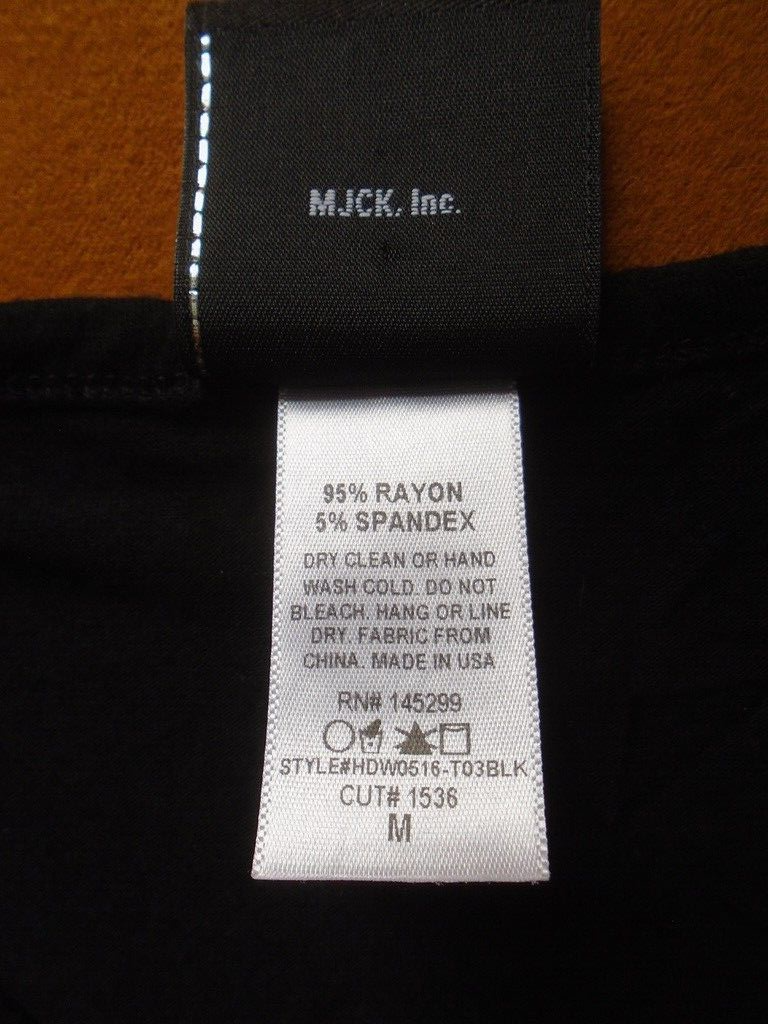 MJCK, Inc.
95% RAYON
5% SPANDEX
DRY CLEAN OR HAND
WASH COLD. DO NOT
BLEACH. HANG OR LINE
DRY. FABRIC FROM
CHINA. MADE IN USA
RN# 145299
STYLE#HDW0516-T03BLK
CUT# 1536
M